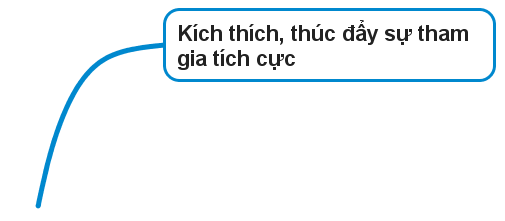 Kích thích, thúc đẩy sự tham
gia tích cực